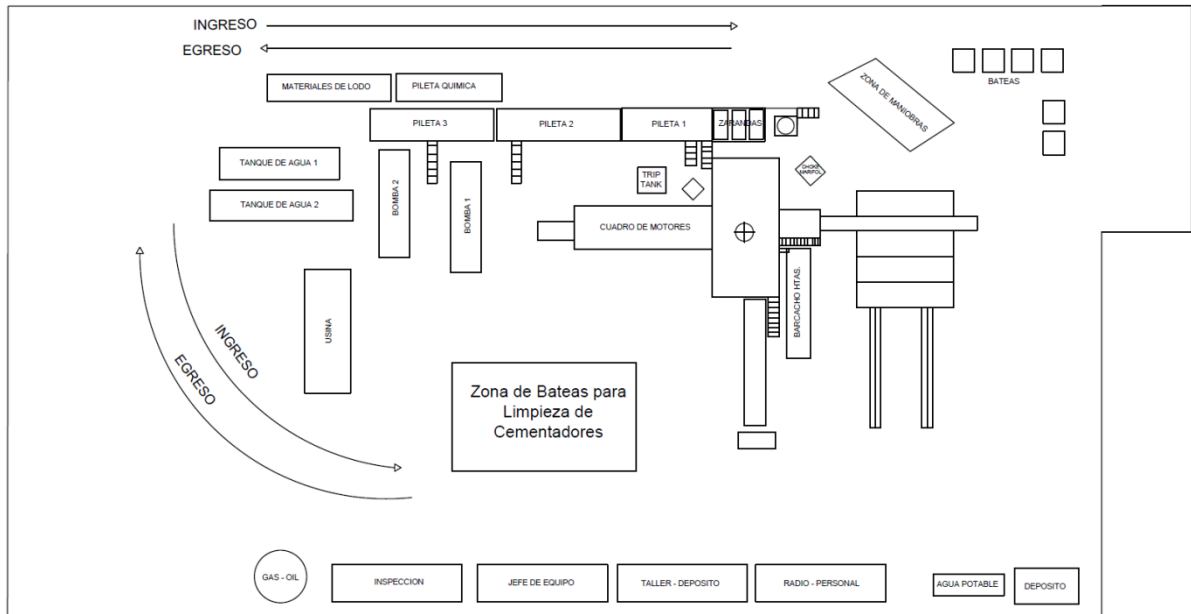 INGRESO
EGRESO
MATERIALES DE LODO
PILETA QUIMICA
ZONA DE MANIOBRAS
BATEAS
PILETA 3
PILETA 2
PILETA 1
ZARANDAS
TANQUE DE AGUA 1
TANQUE DE AGUA 2
BOMBA 2
BOMBA 1
TRIP
TANK
CHOKE
MANIFOL
CUADRO DE MOTORES
BARCACHO HTAS.
USINA
INGRESO
EGRESO
Zona de Bateas para
Limpieza de
Cementadores
GAS - OIL
INSPECCION
JEFE DE EQUIPO
TALLER - DEPOSITO
RADIO - PERSONAL
AGUA POTABLE
DEPOSITO